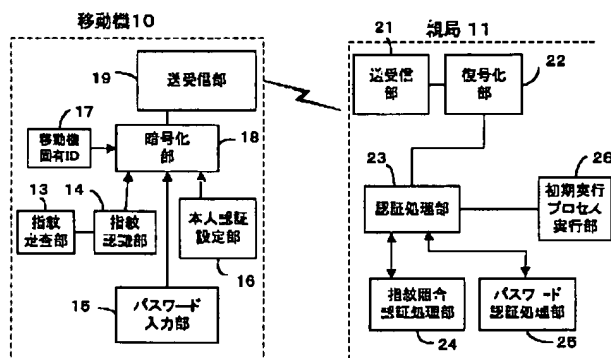 移動機10
19
送受信部
17
移動機
固有ID
暗号化
部
18
13
14
指紋
走査部
指紋
認識部
本人認証
設定部
16
15
パスワード
入力部
親局 11
21
送受信
部
復号化
部
22
23
認証処理部
26
初期実行
プロセス
実行部
指紋照合
認証処理部
24
パスワード
認証処理部
25